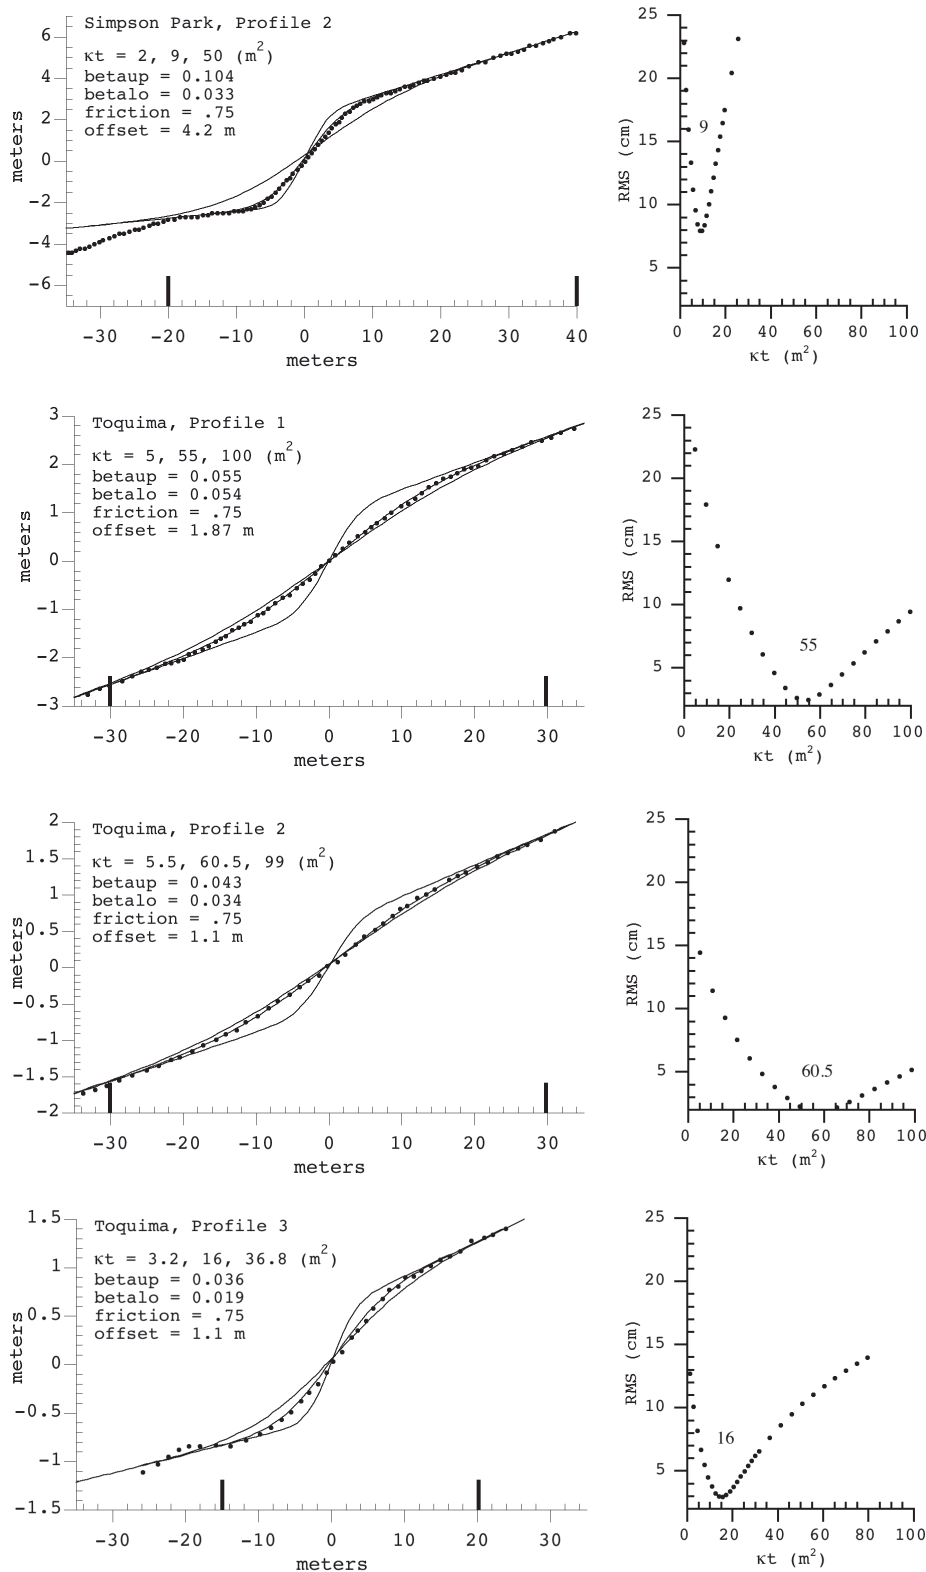 Simpson Park, Profile 2
κt = 2, 9, 50 (m²)
betaup = 0.104
betalo = 0.033
friction = .75
offset = 4.2 m
meters
6
4
2
0
−2
−4
−6
−30 −20 −10 0 10 20 30 40
meters
RMS (cm)
25
20
15
10
5
9
0 20 40 60 80 100
κt (m²)
Toquima, Profile 1
κt = 5, 55, 100 (m²)
betaup = 0.055
betalo = 0.054
friction = .75
offset = 1.87 m
meters
3
2
1
0
−1
−2
−3
−30 −20 −10 0 10 20 30
meters
RMS (cm)
25
20
15
10
5
55
0 20 40 60 80 100
κt (m²)
Toquima, Profile 2
κt = 5.5, 60.5, 99 (m²)
betaup = 0.043
betalo = 0.034
friction = .75
offset = 1.1 m
meters
2
1.5
1
0.5
0
−0.5
−1
−1.5
−2
−30 −20 −10 0 10 20 30
meters
RMS (cm)
25
20
15
10
5
60.5
0 20 40 60 80 100
κt (m²)
Toquima, Profile 3
κt = 3.2, 16, 36.8 (m²)
betaup = 0.036
betalo = 0.019
friction = .75
offset = 1.1 m
meters
1.5
1
0.5
0
−0.5
−1
−1.5
−30 −20 −10 0 10 20 30
meters
RMS (cm)
25
20
15
10
5
16
0 20 40 60 80 100
κt (m²)